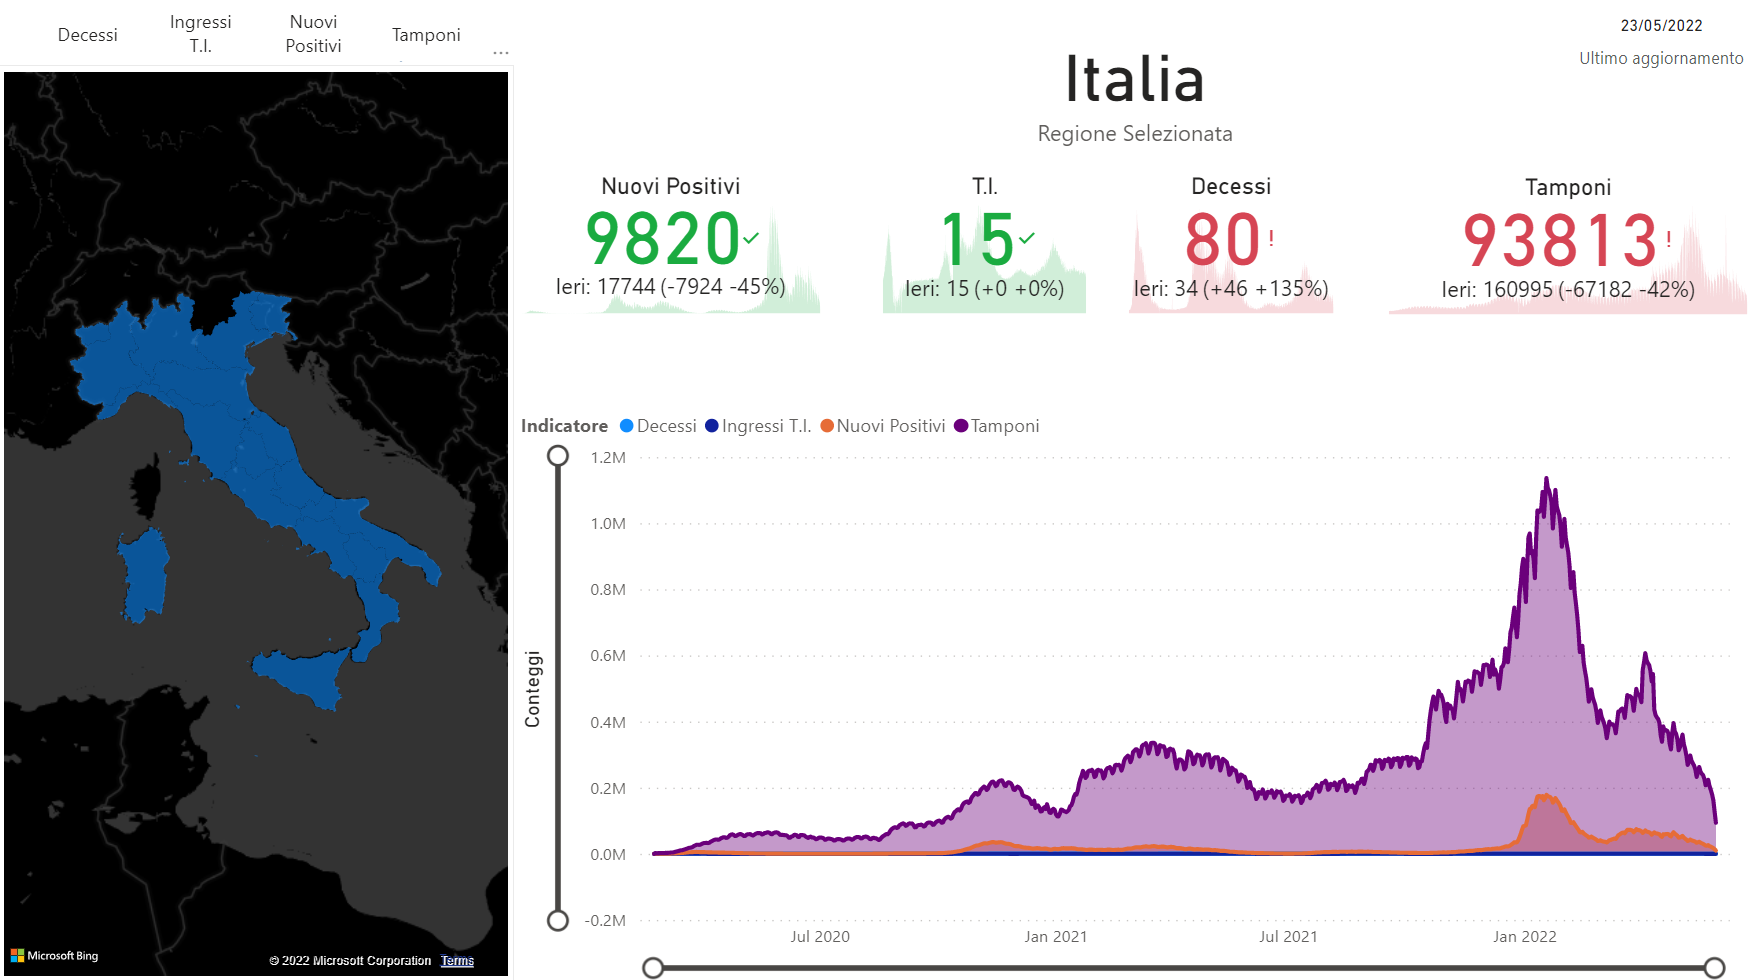 Decessi
Ingressi
T.I.
Nuovi
Positivi
Tamponi
...
23/05/2022
Ultimo aggiornamento
Italia
Regione Selezionata
Nuovi Positivi
9820
Ieri: 17744 (-7924 -45%)
T.I.
15
Ieri: 15 (+0 +0%)
Decessi
80!
Ieri: 34 (+46 +135%)
Tamponi
93813!
Ieri: 160995 (-67182 -42%)
Indicatore Decessi Ingressi T.I. Nuovi Positivi Tamponi
Conteggi
1.2M
1.0M
0.8M
0.6M
0.4M
0.2M
0.0M
-0.2M
Jul 2020 Jan 2021 Jul 2021 Jan 2022
Microsoft Bing
© 2022 Microsoft Corporation Terms